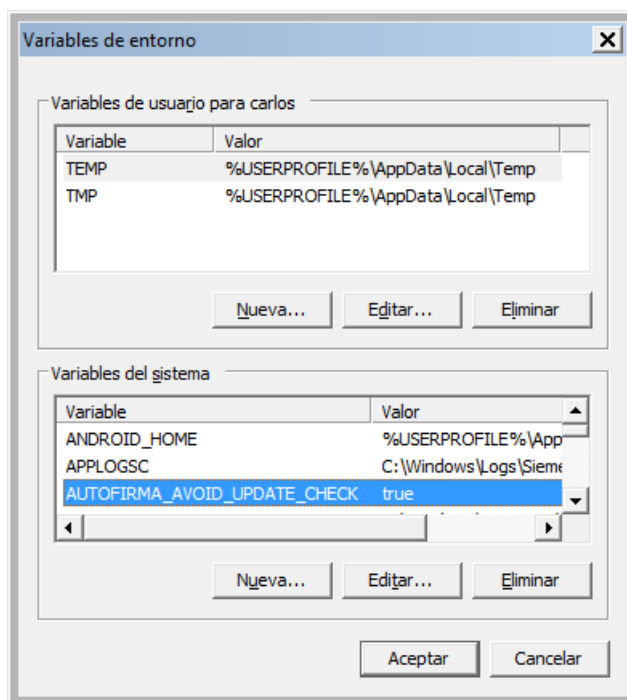 Variables de entorno
Variables de usuario para carlos
Variable Valor
TEMP %USERPROFILE%\AppData\Local\Temp
TMP %USERPROFILE%\AppData\Local\Temp
Nueva... Editar... Eliminar
Variables del sistema
Variable Valor
ANDROID_HOME %USERPROFILE%\App
APPLOGSC C:\Windows\Logs\Sieme
AUTOFIRMA_AVOID_UPDATE_CHECK true
Nueva... Editar... Eliminar
Aceptar Cancelar